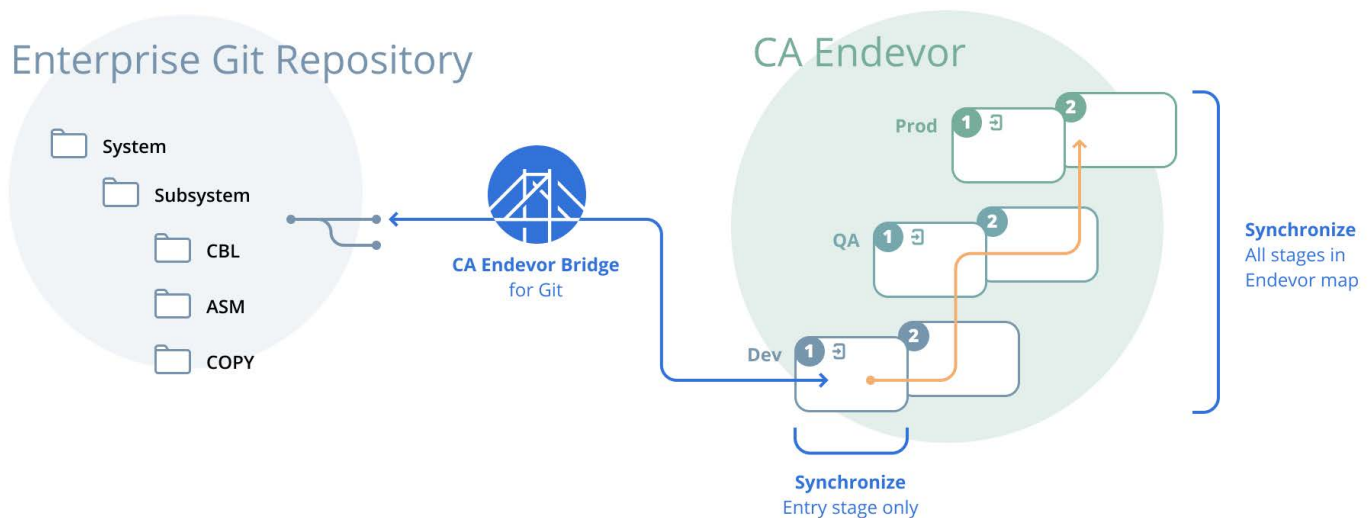 Enterprise Git Repository
System
Subsystem
CBL
ASM
COPY
CA Endevor Bridge
for Git
CA Endevor
Prod
1
2
QA
1
2
Dev
1
2
Synchronize
Entry stage only
Synchronize
All stages in
Endevor map